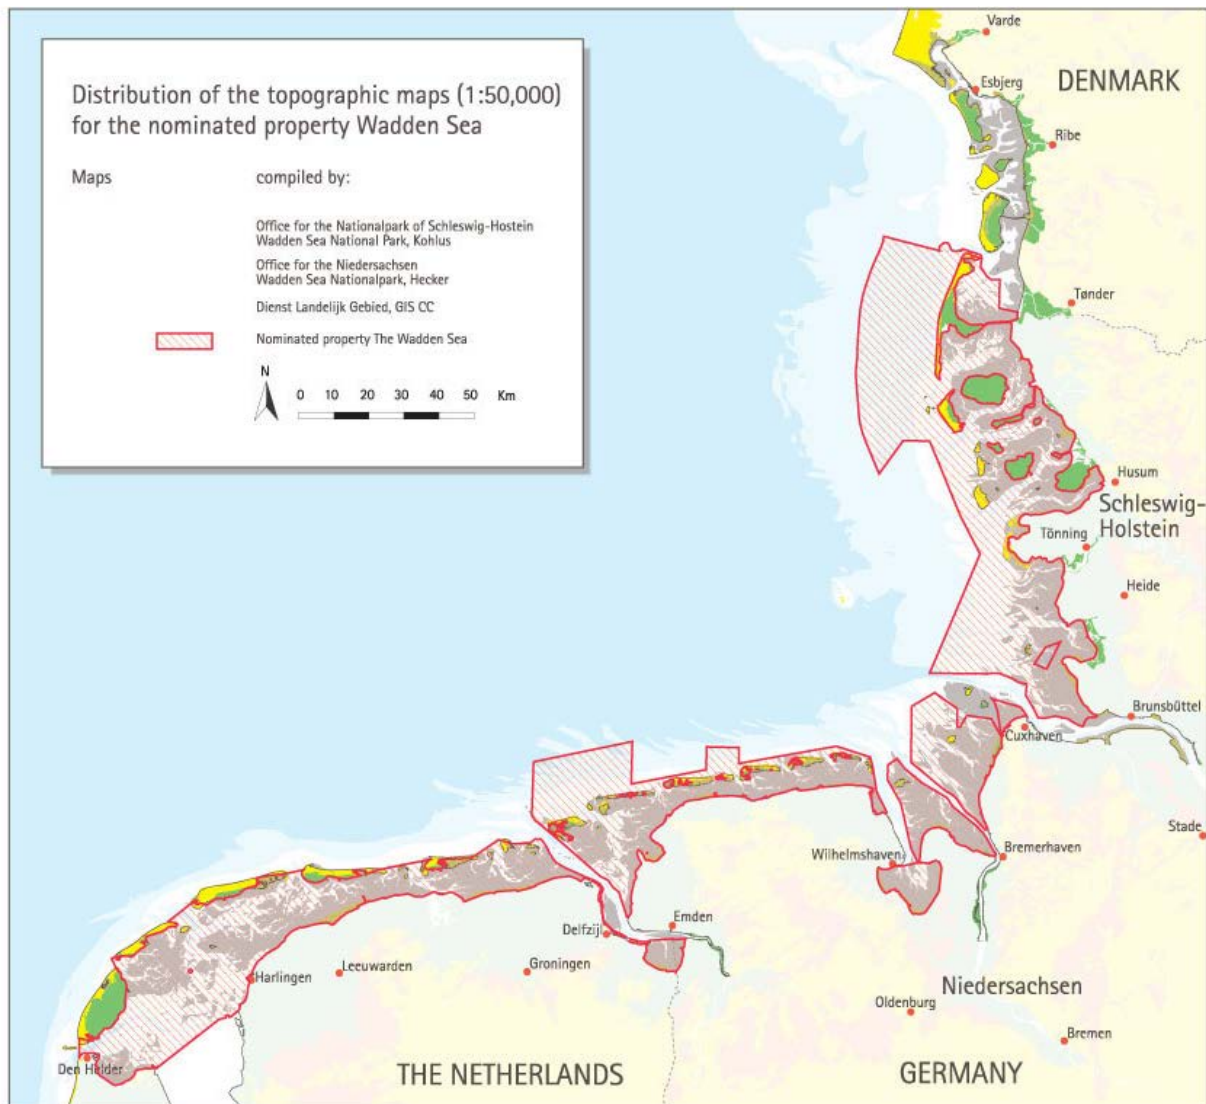 Distribution of the topographic maps (1:50,000)
for the nominated property Wadden Sea
Maps
compiled by:
Office for the Nationalpark of Schleswig-Hostein
Wadden Sea National Park, Kohlus
Office for the Niedersachsen
Wadden Sea Nationalpark, Hecker
Dienst Landelijk Gebied, GIS CC
Nominated property The Wadden Sea
N
0 10 20 30 40 50 Km
Varde
DENMARK
Esbjerg
Ribe
Tønder
Husum
Schleswig-
Holstein
Tönning
Heide
Brunsbüttel
Cuxhaven
Stade
Wilhelmshaven
Bremerhaven
Emden
Delfzijl
Groningen
Leeuwarden
Harlingen
Niedersachsen
Oldenburg
Bremen
Den Helder
THE NETHERLANDS
GERMANY